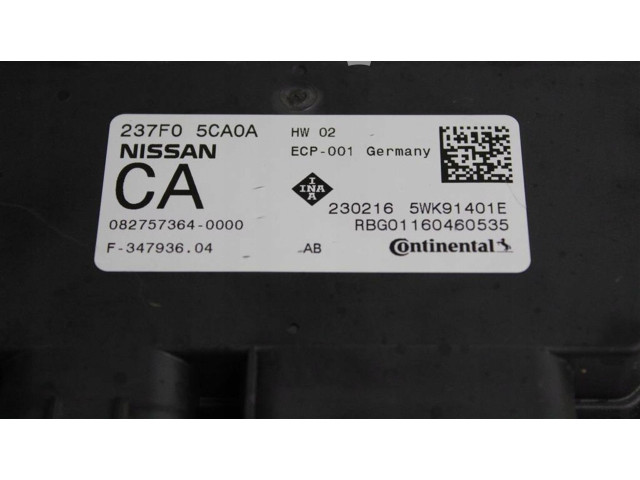 237F0 5CA0A HW 02
NISSAN ECP-001 Germany
CA
INA
230216 5WK91401E
082757364-0000 RBG01160460535
F-347936.04 AB Continental